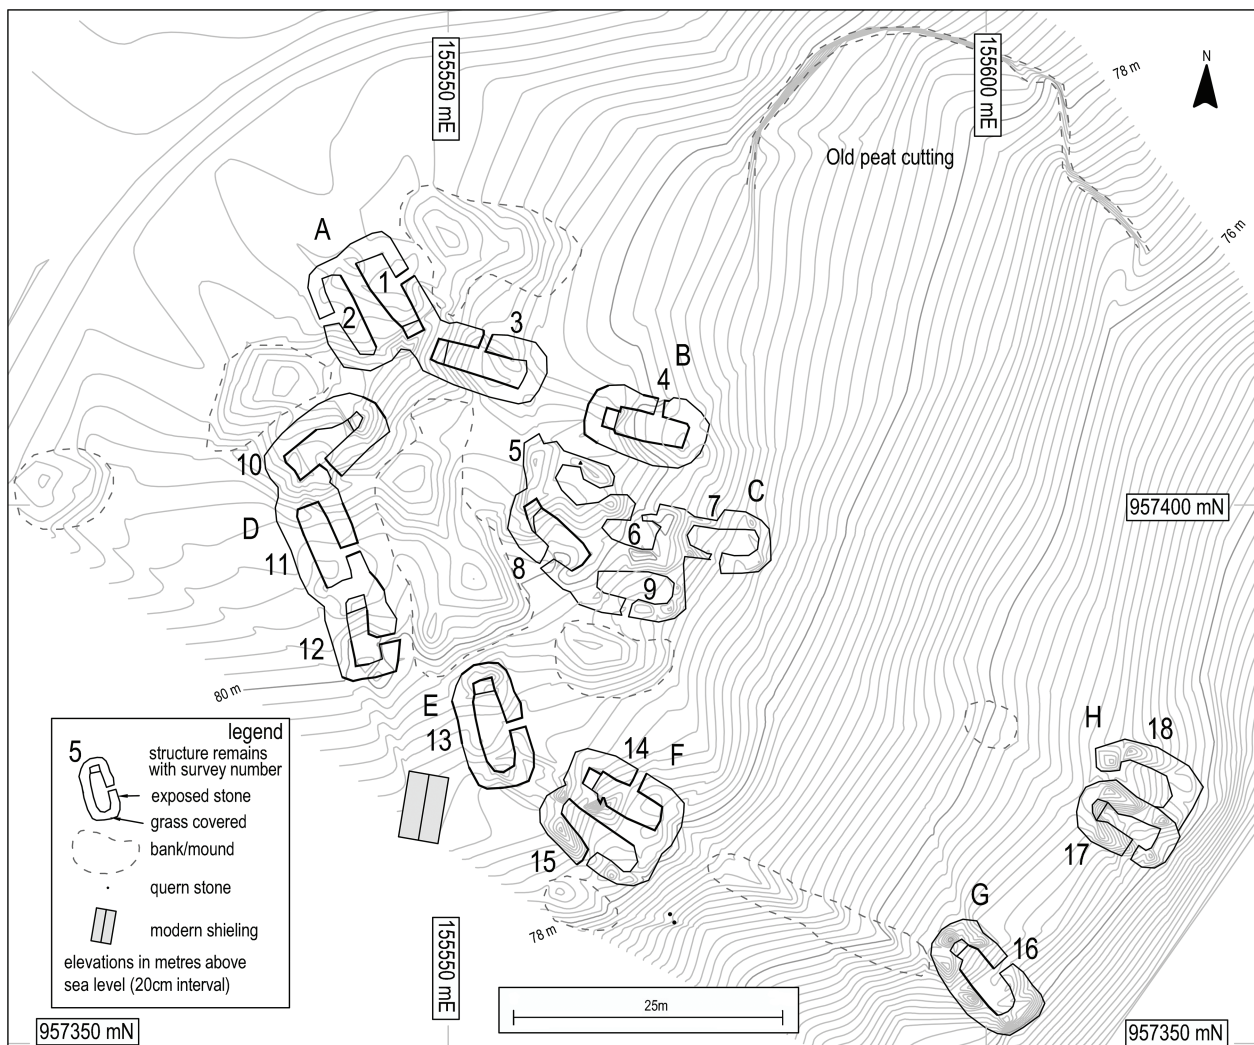 155550 mE
155600 mE
78 m
N
Old peat cutting
76 m
A
1
2
3
B
4
5
10
C
7
957400 mN
6
D
11
8
9
12
80 m
E
13
H
18
14
F
17
15
G
16
78 m
155550 mE
legend
5
structure remains
with survey number
exposed stone
grass covered
bank/mound
quern stone
modern shieling
elevations in metres above
sea level (20cm interval)
25m
957350 mN
957350 mN